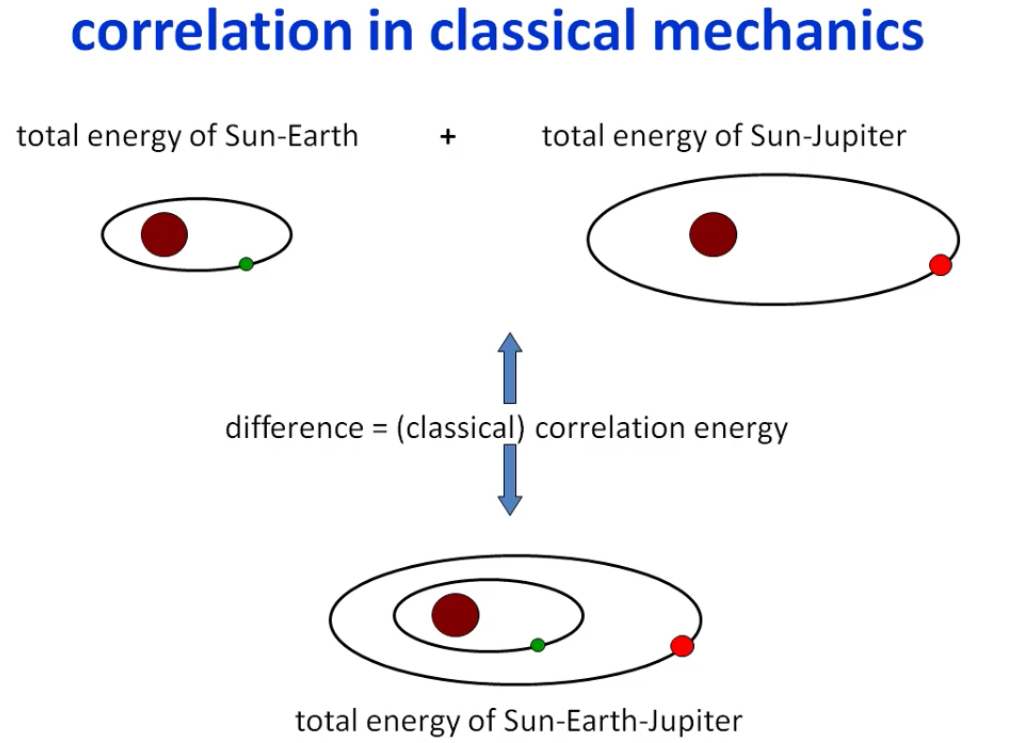 correlation in classical mechanics
total energy of Sun-Earth + total energy of Sun-Jupiter
difference = (classical) correlation energy
total energy of Sun-Earth-Jupiter